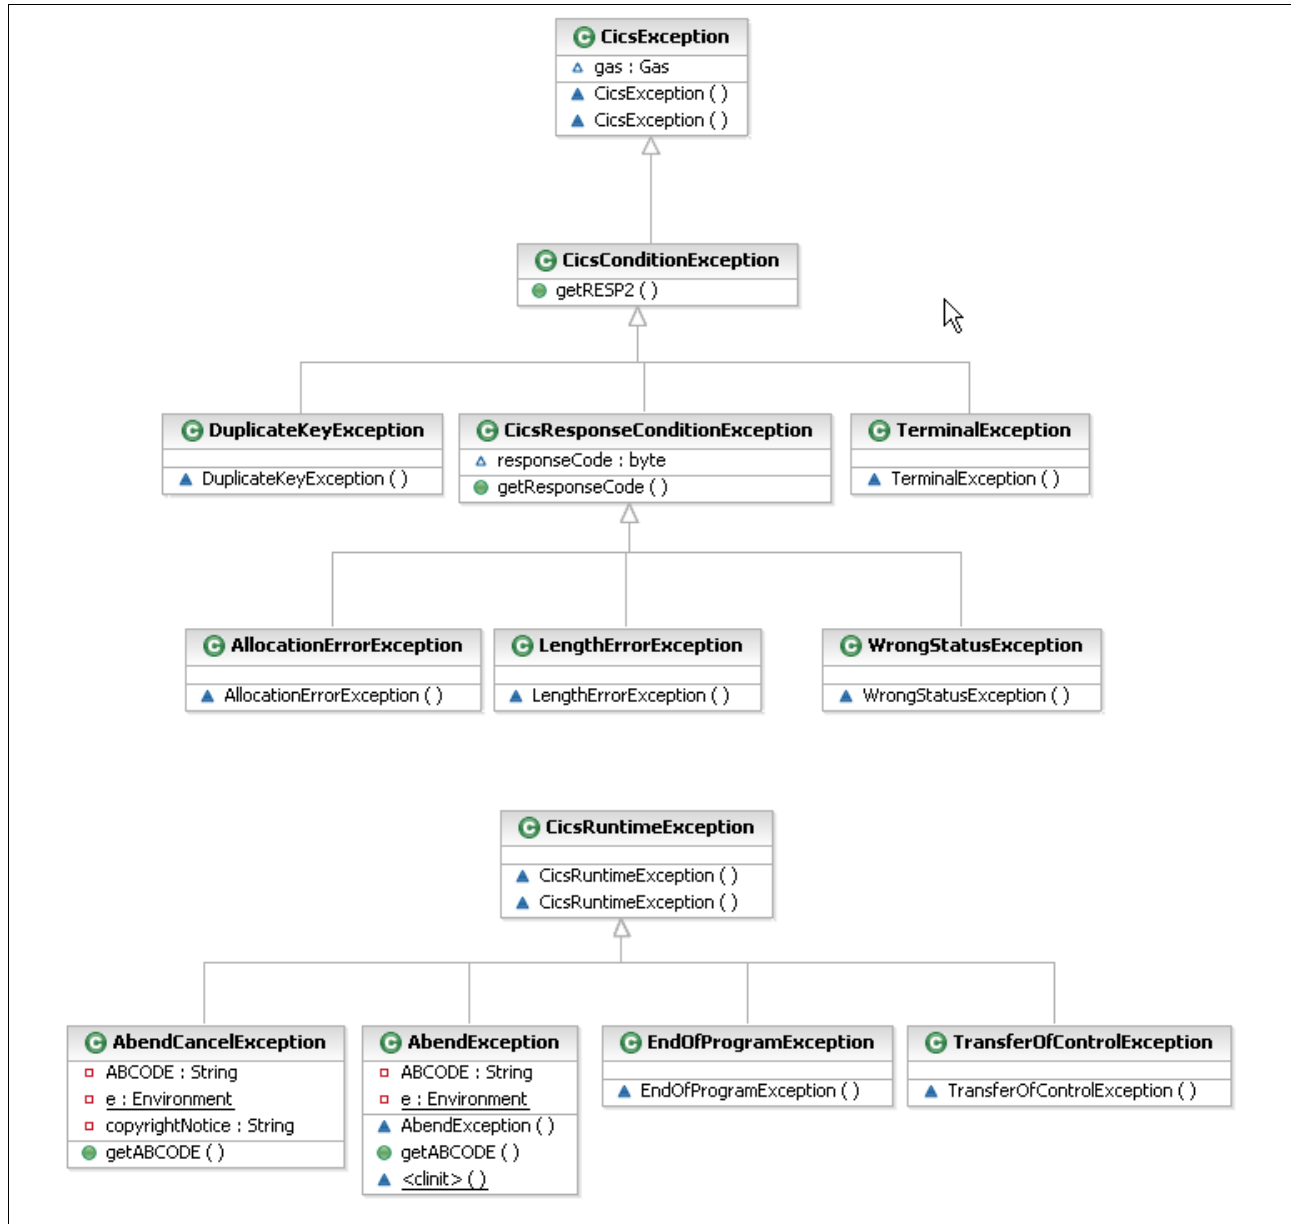 CicsException
gas : Gas
CicsException ( )
CicsException ( )
CicsConditionException
getRESP2 ( )
DuplicateKeyException
DuplicateKeyException ( )
CicsResponseConditionException
responseCode : byte
getResponseCode ( )
TerminalException
TerminalException ( )
AllocationErrorException
AllocationErrorException ( )
LengthErrorException
LengthErrorException ( )
WrongStatusException
WrongStatusException ( )
CicsRuntimeException
CicsRuntimeException ( )
CicsRuntimeException ( )
AbendCancelException
ABCODE : String
e : Environment
copyrightNotice : String
getABCODE ( )
AbendException
ABCODE : String
e : Environment
AbendException ( )
getABCODE ( )
<clinit> ( )
EndOfProgramException
EndOfProgramException ( )
TransferOfControlException
TransferOfControlException ( )